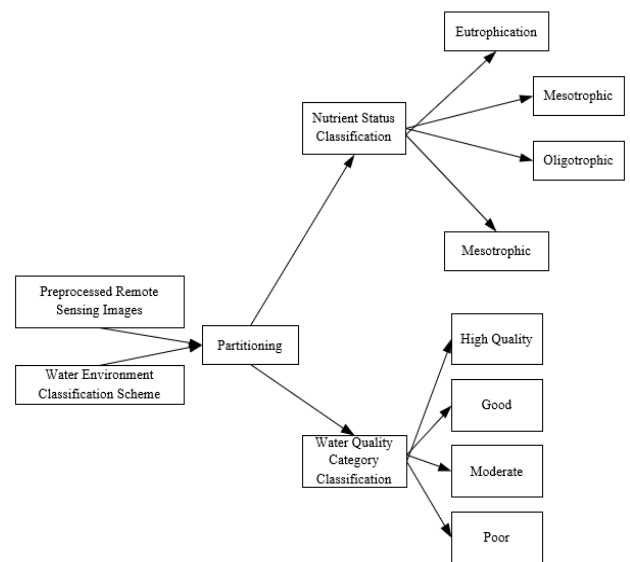 Eutrophication
Mesotrophic
Nutrient Status
Classification
Oligotrophic
Mesotrophic
Preprocessed Remote
Sensing Images
Partitioning
Water Environment
Classification Scheme
High Quality
Good
Water Quality
Category
Classification
Moderate
Poor